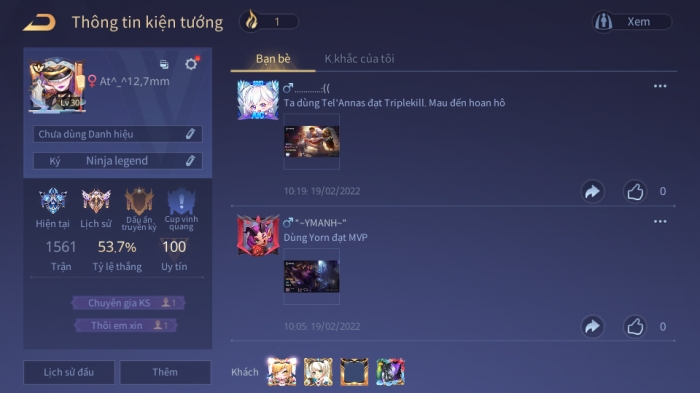 Thông tin kiện tướng
1
Xem
Bạn bè
K.khắc của tôi
At^_^12,7mm
Lv 30
Chưa dùng Danh hiệu
Ký
Ninja legend
Hiện tại
Lịch sử
Dấu ấn truyền kỳ
Cup vinh quang
1561
53.7%
100
Trận
Tỷ lệ thắng
Uy tín
Chuyên gia KS 1
Thôi em xin 1
Lịch sử đấu
Thêm
............:((
Ta dùng Tel'Annas đạt Triplekill. Mau đến hoan hô
10:19: 19/02/2022
0
"~YMANH~"
Dùng Yorn đạt MVP
10:05: 19/02/2022
0
Khách